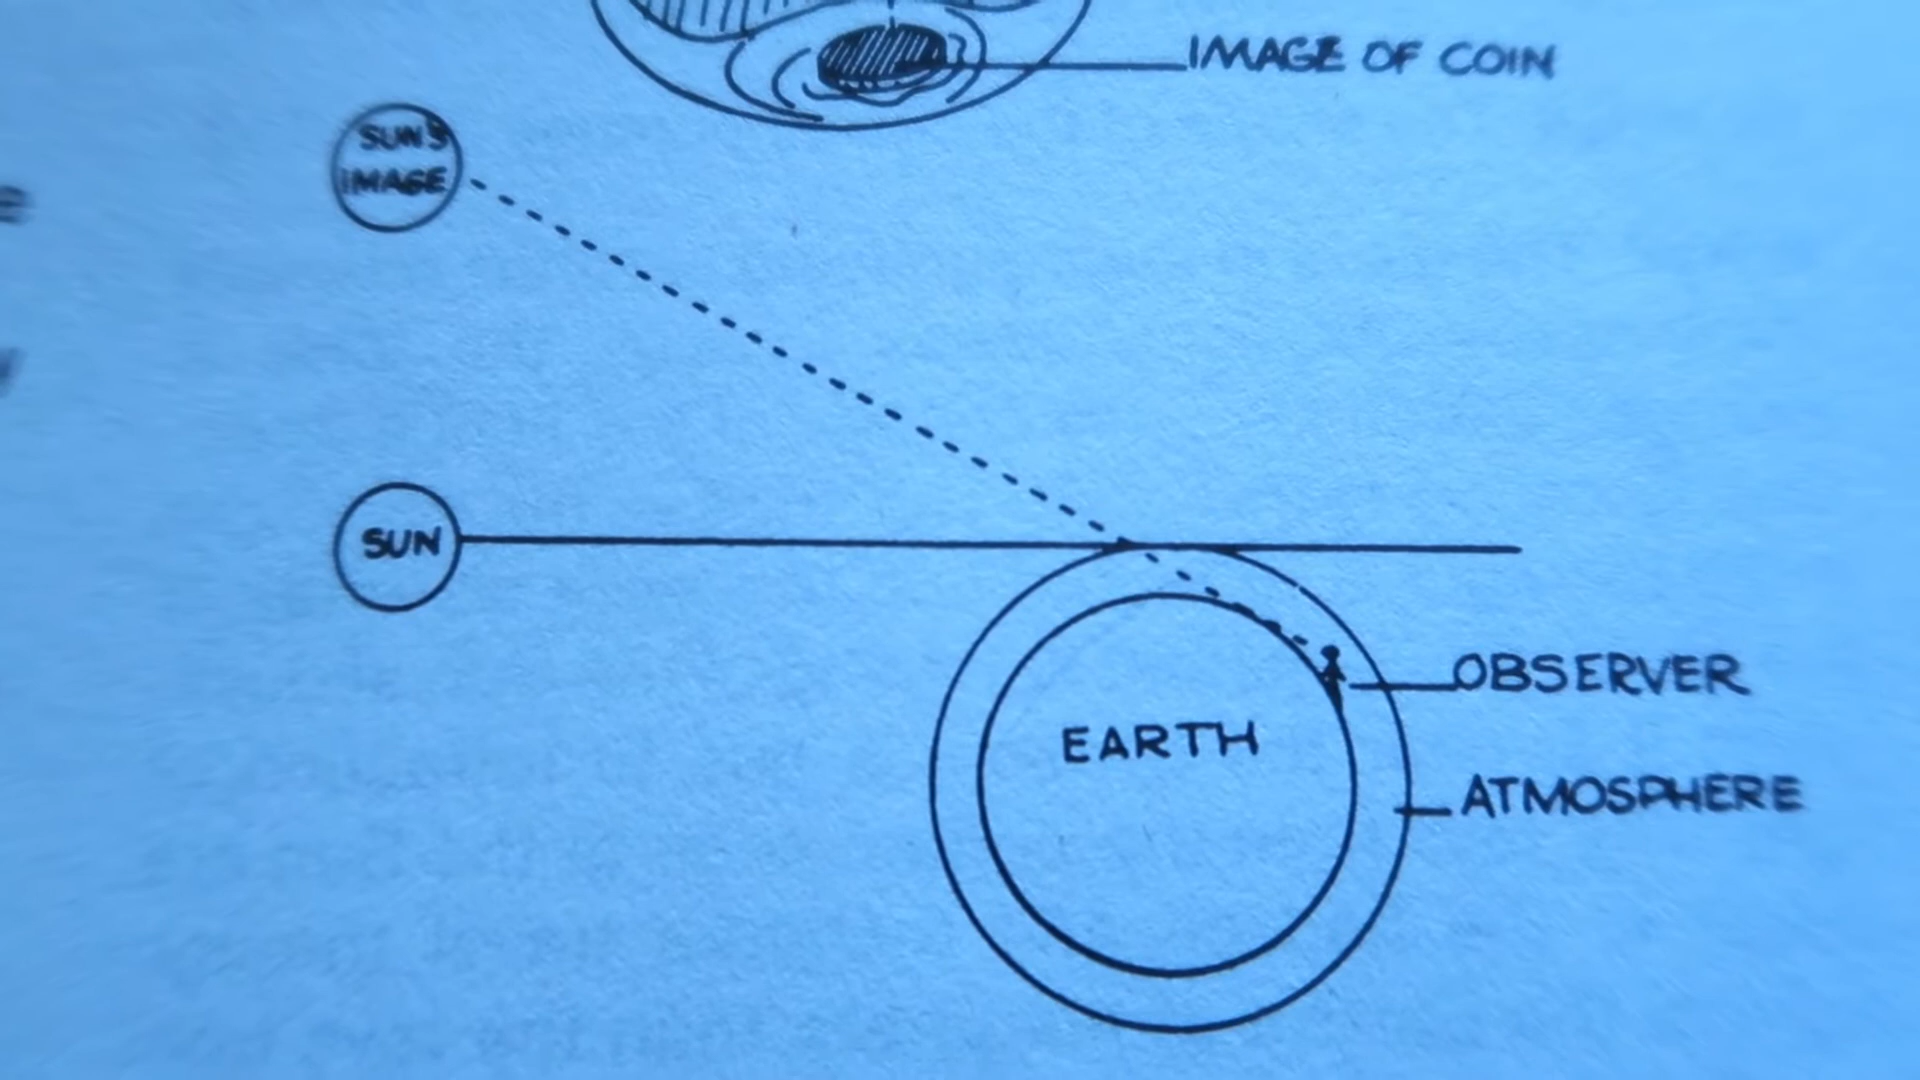 IMAGE OF COIN
SUN'S
IMAGE
SUN
OBSERVER
EARTH
ATMOSPHERE